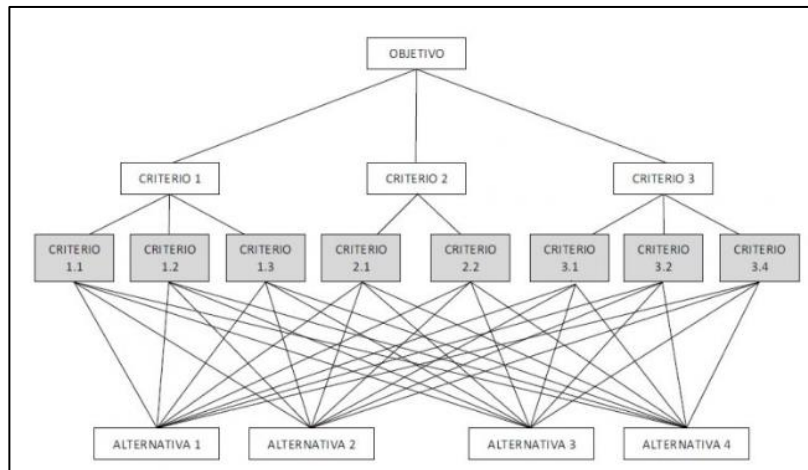 OBJETIVO
CRITERIO 1
CRITERIO 2
CRITERIO 3
CRITERIO
1.1
CRITERIO
1.2
CRITERIO
1.3
CRITERIO
2.1
CRITERIO
2.2
CRITERIO
3.1
CRITERIO
3.2
CRITERIO
3.4
ALTERNATIVA 1
ALTERNATIVA 2
ALTERNATIVA 3
ALTERNATIVA 4